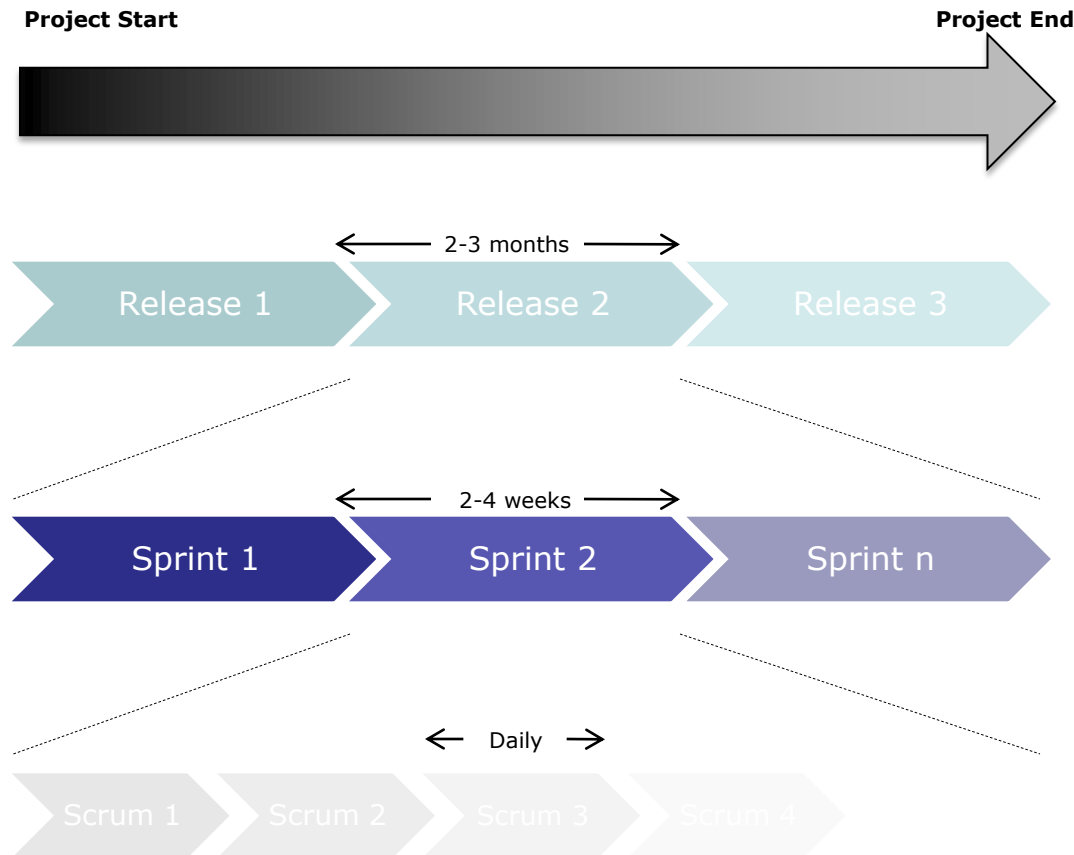 Project Start
Project End
2-3 months
Release 1
Release 2
Release 3
2-4 weeks
Sprint 1
Sprint 2
Sprint n
Daily
Scrum 1
Scrum 2
Scrum 3
Scrum 4